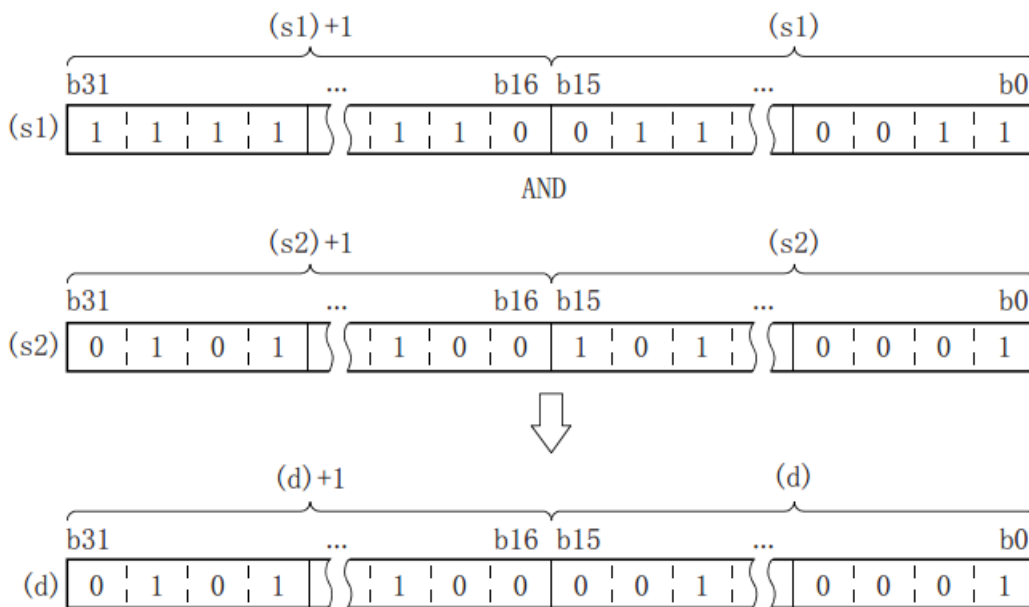 (s1)+1 (s1)
b31 ... b16 b15 ... b0
(s1) 1 1 1 1 1 1 0 0 1 1 0 0 1 1
AND
(s2)+1 (s2)
b31 ... b16 b15 ... b0
(s2) 0 1 0 1 1 0 0 1 0 1 0 0 0 1
(d)+1 (d)
b31 ... b16 b15 ... b0
(d) 0 1 0 1 1 0 0 0 0 1 0 0 0 1